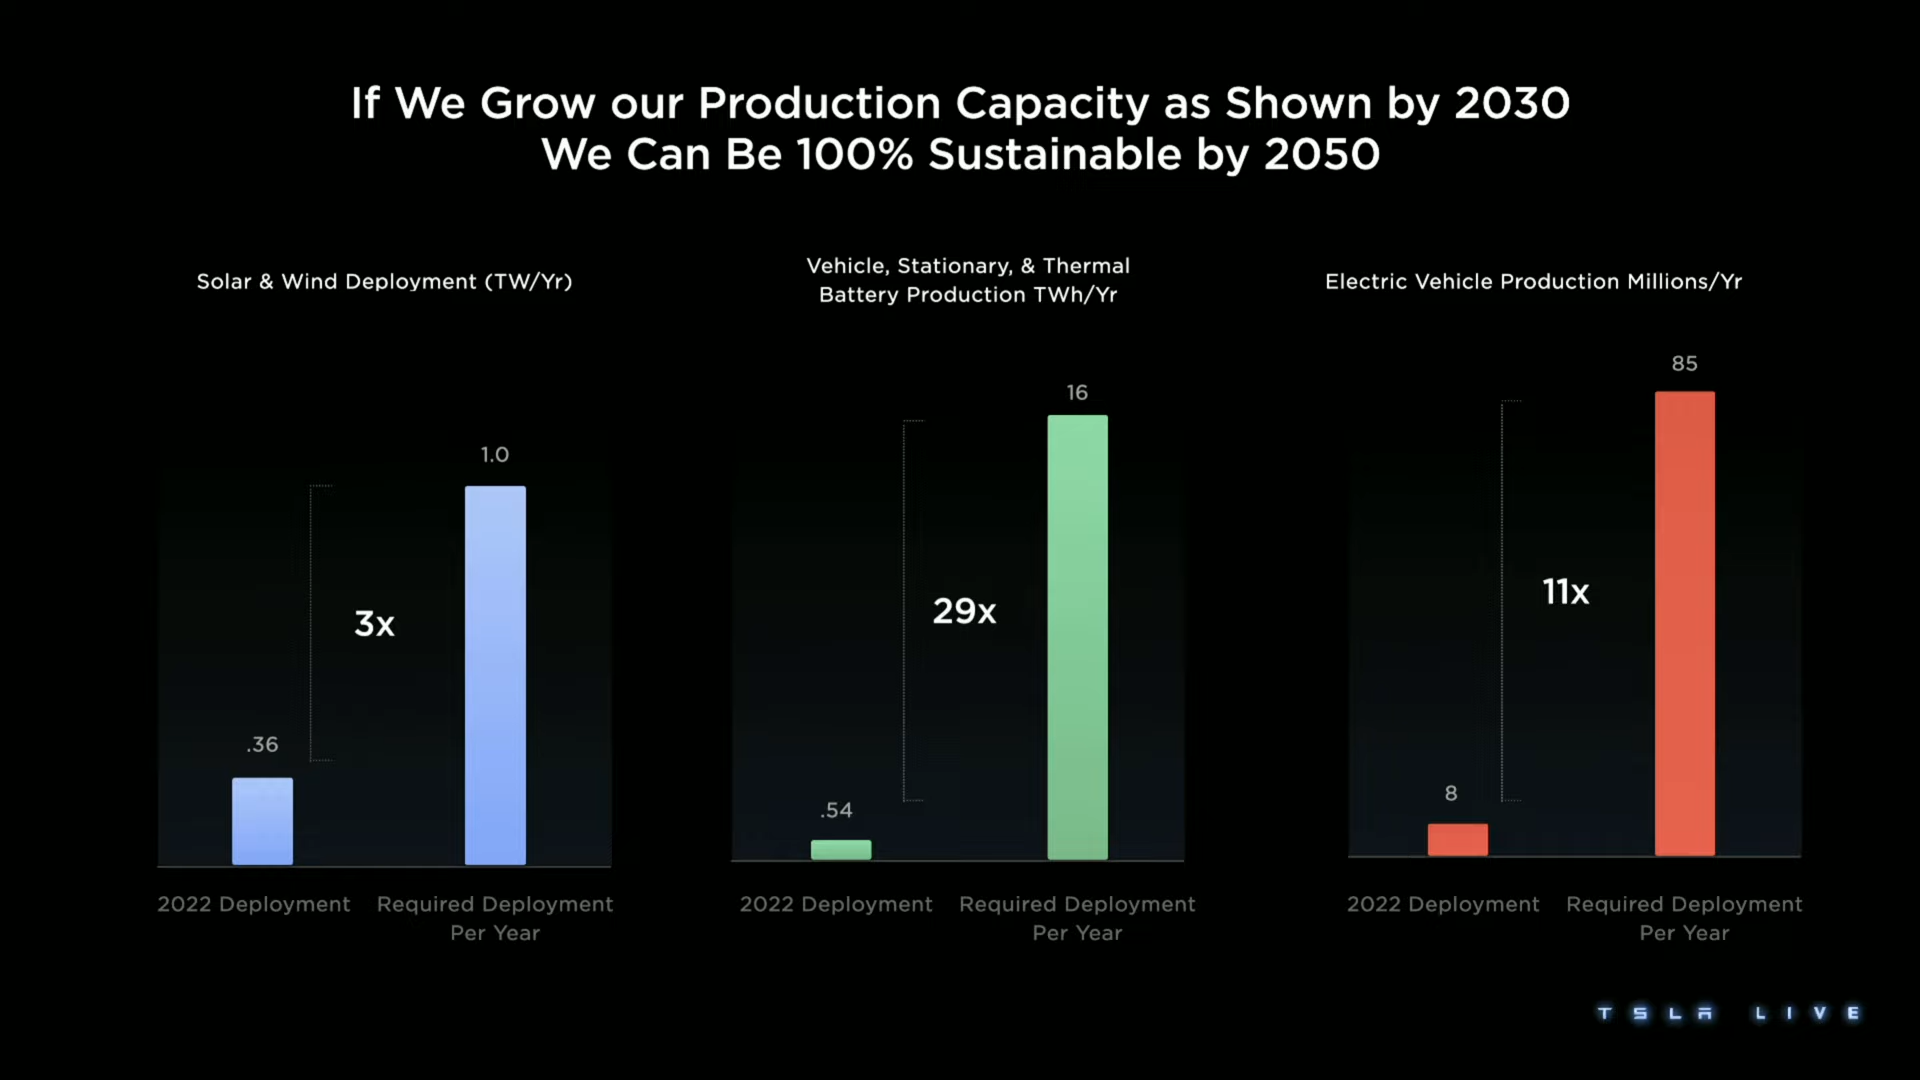 If We Grow our Production Capacity as Shown by 2030
We Can Be 100% Sustainable by 2050
Solar & Wind Deployment (TW/Yr)
1.0
3x
.36
2022 Deployment
Required Deployment
Per Year
Vehicle, Stationary, & Thermal
Battery Production TWh/Yr
16
29x
.54
2022 Deployment
Required Deployment
Per Year
Electric Vehicle Production Millions/Yr
85
11x
8
2022 Deployment
Required Deployment
Per Year
TSLA LIVE